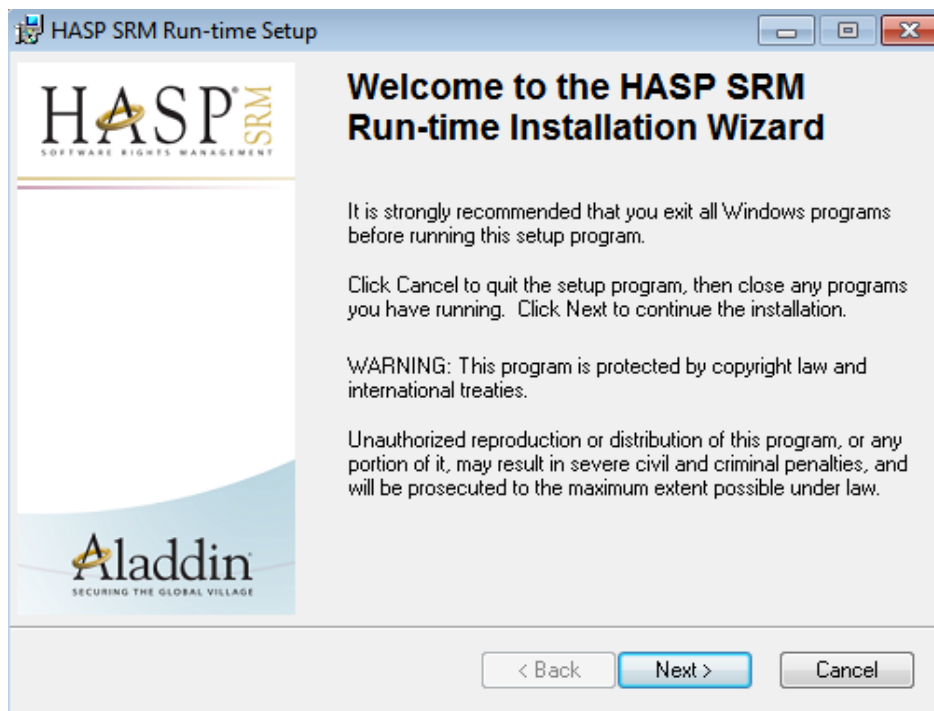 HASP SRM Run-time Setup
HASP® SRM
SOFTWARE RIGHTS MANAGEMENT
Welcome to the HASP SRM
Run-time Installation Wizard
It is strongly recommended that you exit all Windows programs
before running this setup program.
Click Cancel to quit the setup program, then close any programs
you have running.  Click Next to continue the installation.
WARNING: This program is protected by copyright law and
international treaties.
Unauthorized reproduction or distribution of this program, or any
portion of it, may result in severe civil and criminal penalties, and
will be prosecuted to the maximum extent possible under law.
Aladdin
SECURING THE GLOBAL VILLAGE
< Back
Next >
Cancel